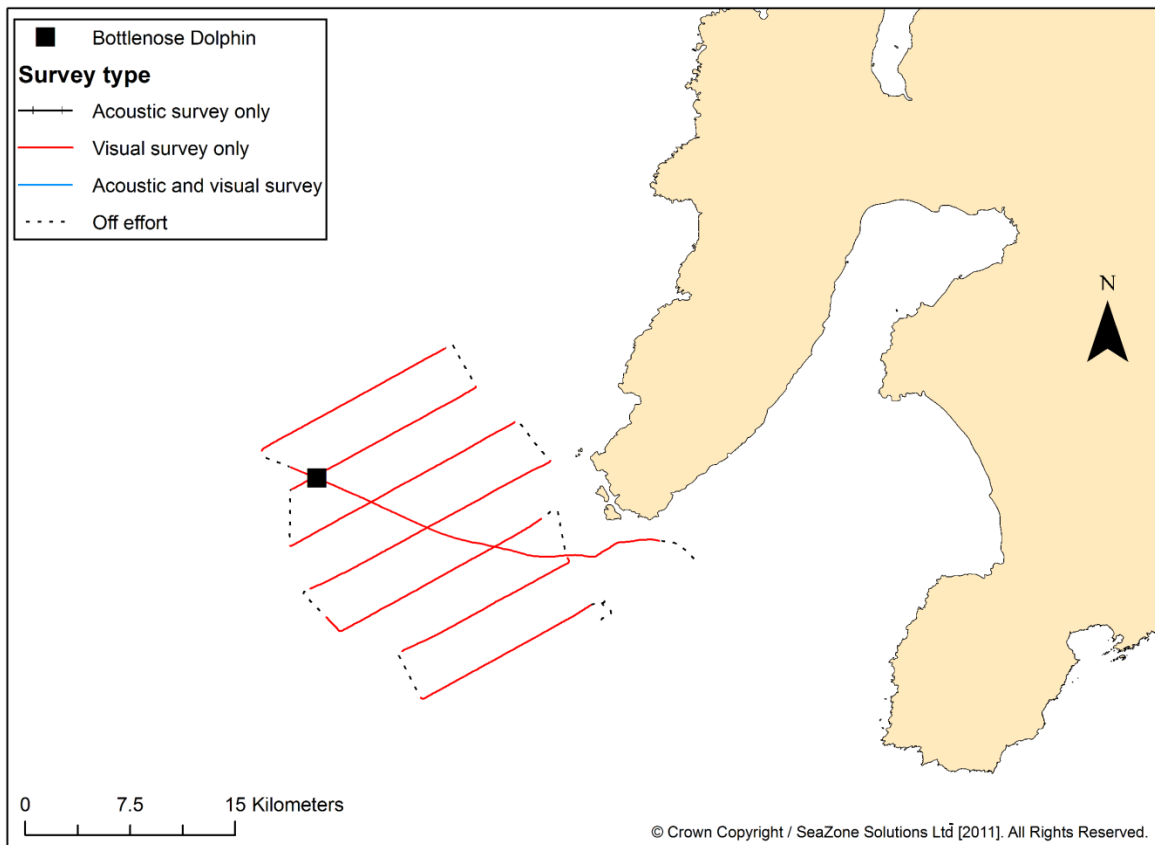 Bottlenose Dolphin
Survey type
Acoustic survey only
Visual survey only
Acoustic and visual survey
Off effort
N
0 7.5 15 Kilometers
© Crown Copyright / SeaZone Solutions Ltd [2011]. All Rights Reserved.